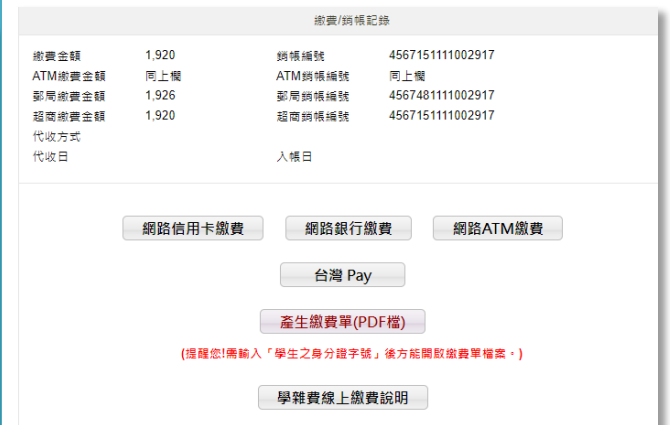 繳費/銷帳記錄
繳費金額 1,920 銷帳編號 4567151111002917
ATM繳費金額 同上欄 ATM銷帳編號 同上欄
郵局繳費金額 1,926 郵局銷帳編號 4567481111002917
超商繳費金額 1,920 超商銷帳編號 4567151111002917
代收方式
代收日 入帳日
網路信用卡繳費 網路銀行繳費 網路ATM繳費
台灣 Pay
產生繳費單(PDF檔)
(提醒您!需輸入「學生之身分證字號」後方能開啟繳費單檔案。)
學雜費線上繳費說明